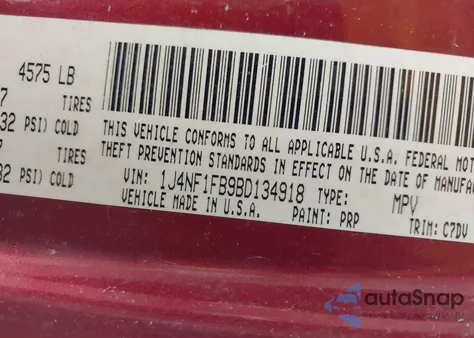 4575 LB
7 TIRES
32 PSI) COLD
TIRES
32 PSI) COLD
THIS VEHICLE CONFORMS TO ALL APPLICABLE U.S.A. FEDERAL MOTO
THEFT PREVENTION STANDARDS IN EFFECT ON THE DATE OF MANUFA
VIN: 1J4NF1FB9BD134918 TYPE: MPV
VEHICLE MADE IN U.S.A. PAINT: PRP TRIM: C7DV
autoSnap